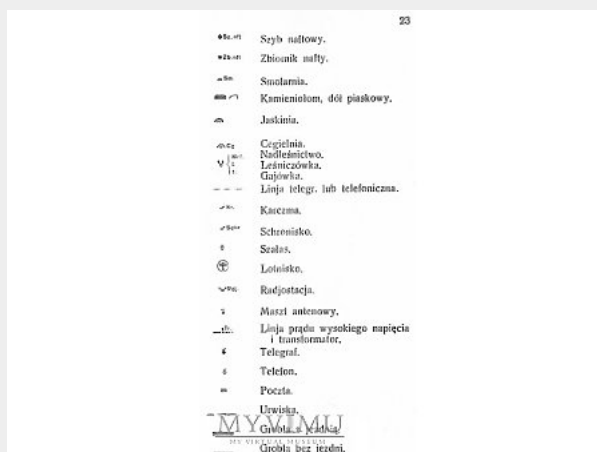 23
Szyb naftowy.
Zbiornik nafty.
Smolarnia.
Kamieniołom, dół piaskowy.
Jaskinia.
Cegielnia.
Nadleśnictwo.
Leśniczówka.
Gajówka.
Linja telegr. lub telefoniczna.
Karczma.
Schronisko.
Szałas.
Lotnisko.
Radjostacja.
Maszt antenowy.
Linja prądu wysokiego napięcia
i transformator.
Telegraf.
Telefon.
Poczta.
Urwiska.
MYVIMU
MY VIRTUAL MUSEUM
Grobla z jezdnią.
Grobla bez jezdni.